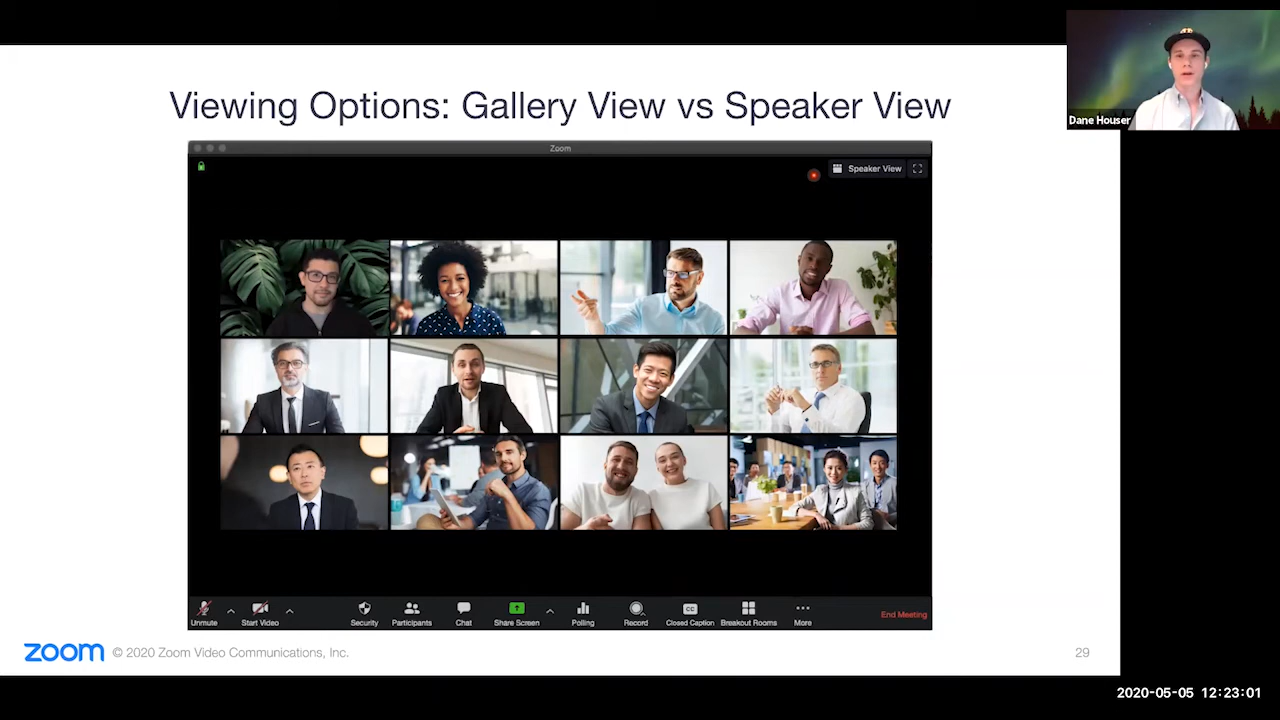 Viewing Options: Gallery View vs Speaker View
Dane Houser
Zoom
Speaker View
Unmute
Start Video
Security
Participants
Chat
Share Screen
Polling
Record
CC
Closed Caption
Breakout Rooms
More
End Meeting
zoom © 2020 Zoom Video Communications, Inc.
29
2020-05-05 12:23:01